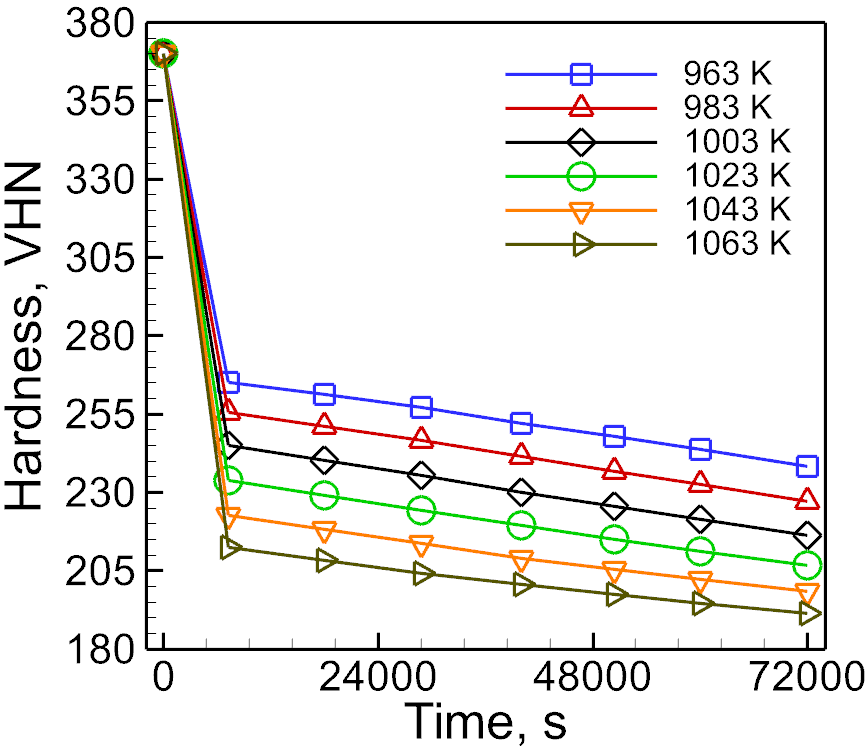 Hardness, VHN
380
355
330
305
280
255
230
205
180
963 K
983 K
1003 K
1023 K
1043 K
1063 K
0 24000 48000 72000
Time, s